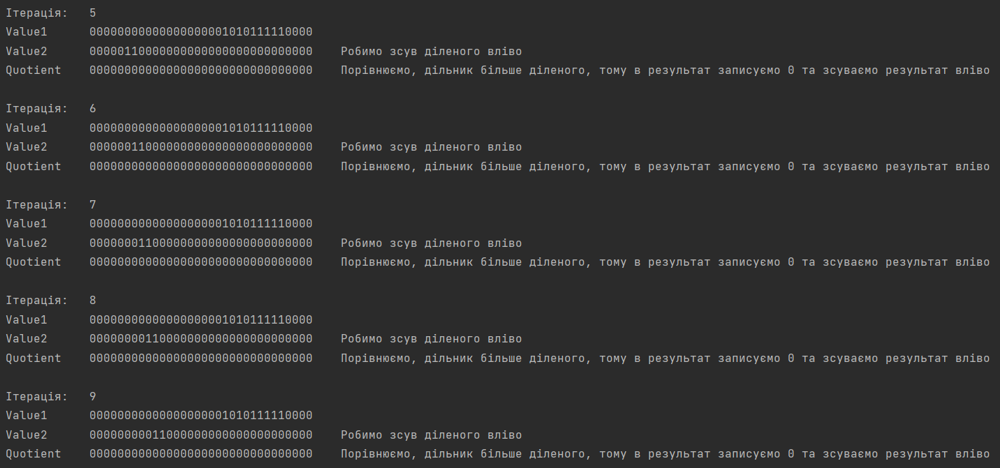 Ітерація: 5
Value1 00000000000000000001010111110000
Value2 00000110000000000000000000000000 Робимо зсув діленого вліво
Quotient 00000000000000000000000000000000 Порівнюємо, дільник більше діленого, тому в результат записуємо 0 та зсуваємо результат вліво
Ітерація: 6
Value1 00000000000000000001010111110000
Value2 00000011000000000000000000000000 Робимо зсув діленого вліво
Quotient 00000000000000000000000000000000 Порівнюємо, дільник більше діленого, тому в результат записуємо 0 та зсуваємо результат вліво
Ітерація: 7
Value1 00000000000000000001010111110000
Value2 00000001100000000000000000000000 Робимо зсув діленого вліво
Quotient 00000000000000000000000000000000 Порівнюємо, дільник більше діленого, тому в результат записуємо 0 та зсуваємо результат вліво
Ітерація: 8
Value1 00000000000000000001010111110000
Value2 00000000110000000000000000000000 Робимо зсув діленого вліво
Quotient 00000000000000000000000000000000 Порівнюємо, дільник більше діленого, тому в результат записуємо 0 та зсуваємо результат вліво
Ітерація: 9
Value1 00000000000000000001010111110000
Value2 00000000011000000000000000000000 Робимо зсув діленого вліво
Quotient 00000000000000000000000000000000 Порівнюємо, дільник більше діленого, тому в результат записуємо 0 та зсуваємо результат вліво